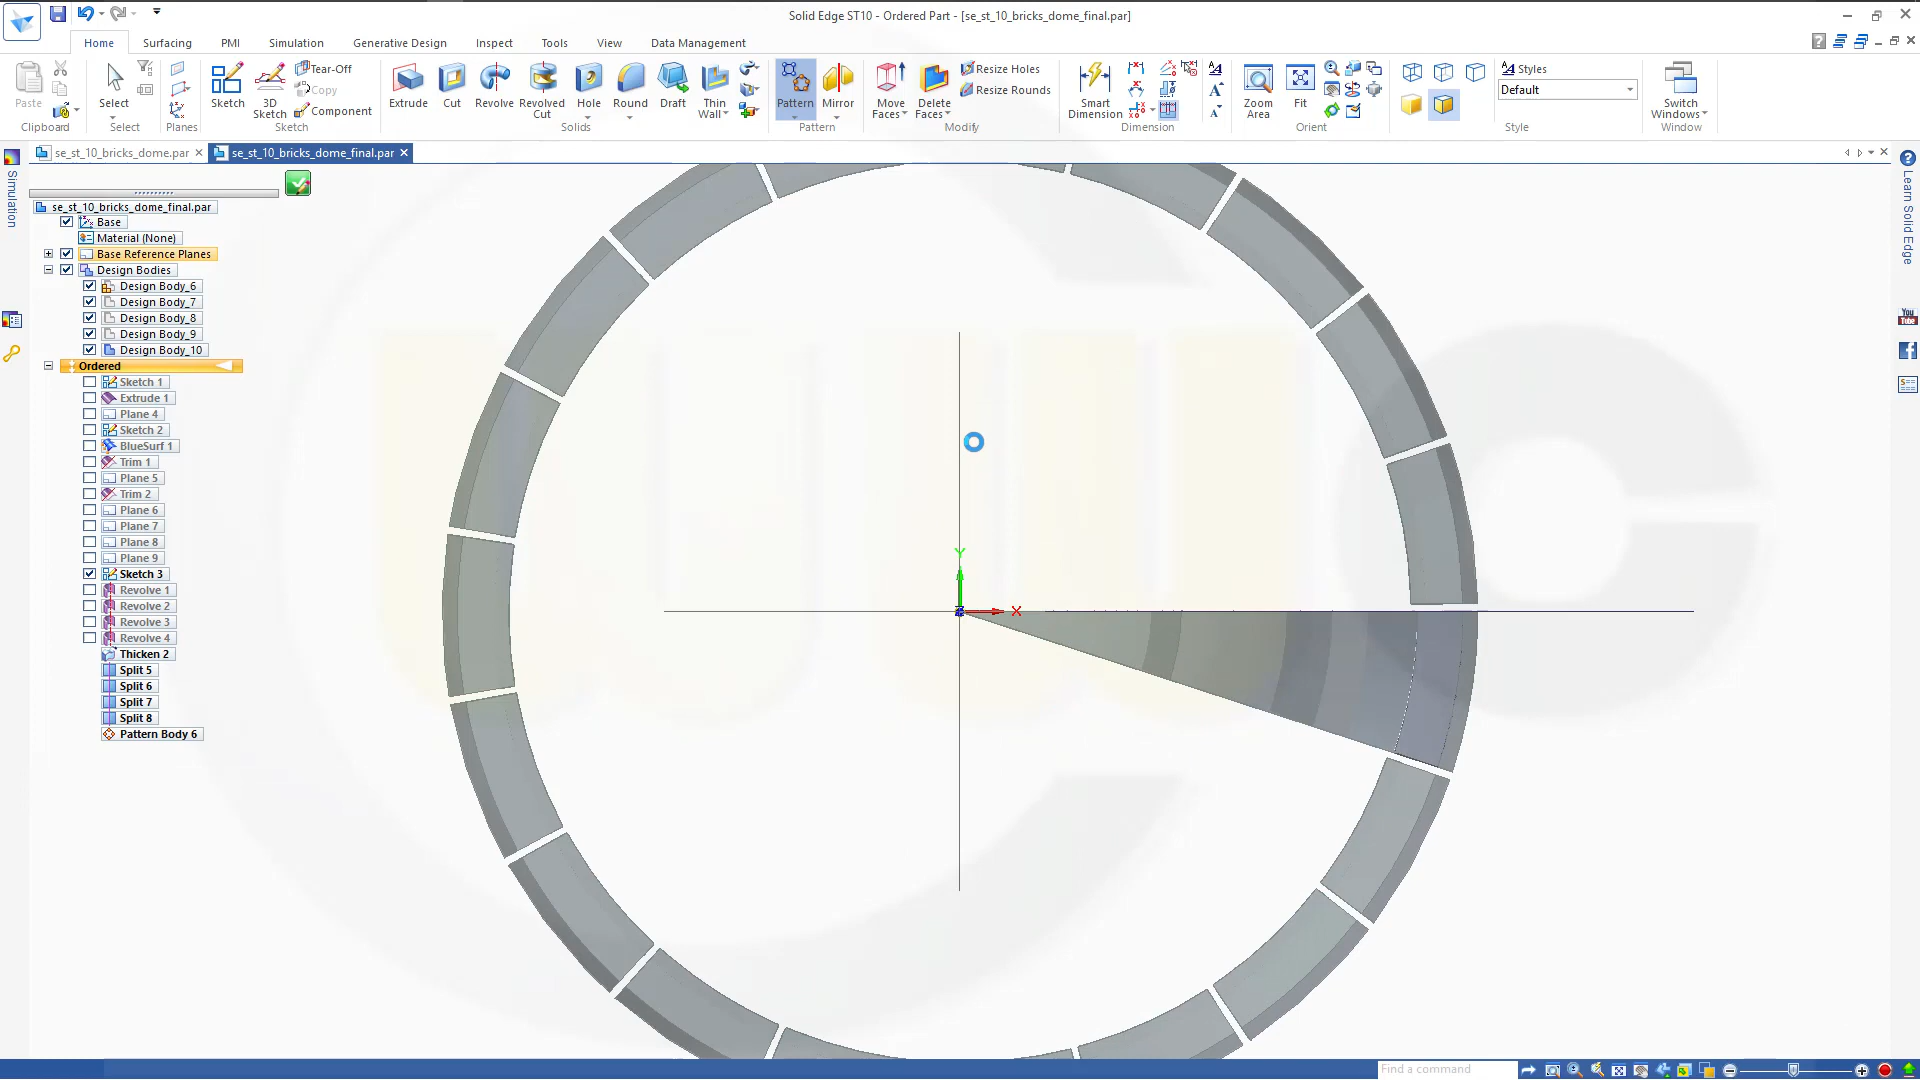 Solid Edge ST10 - Ordered Part - [se_st_10_bricks_dome_final.par]
Home Surfacing PMI Simulation Generative Design Inspect Tools View Data Management
Paste
Clipboard
Select
Select
Planes
Sketch
3D Sketch
Tear-Off
Copy
Component
Sketch
Extrude Cut Revolve Revolved Cut Hole Round Draft Thin Wall
Solids
Pattern Mirror
Pattern
Move Faces Delete Faces
Resize Holes
Resize Rounds
Modify
Smart Dimension
Dimension
Zoom Area Fit
Orient
Styles
Default
Style
Switch Windows
Window
se_st_10_bricks_dome.par se_st_10_bricks_dome_final.par
Simulation
Learn Solid Edge
You Tube
se_st_10_bricks_dome_final.par
Base
Material (None)
Base Reference Planes
Design Bodies
Design Body_6
Design Body_7
Design Body_8
Design Body_9
Design Body_10
Ordered
Sketch 1
Extrude 1
Plane 4
Sketch 2
BlueSurf 1
Trim 1
Plane 5
Trim 2
Plane 6
Plane 7
Plane 8
Plane 9
Sketch 3
Revolve 1
Revolve 2
Revolve 3
Revolve 4
Thicken 2
Split 5
Split 6
Split 7
Split 8
Pattern Body 6
Y
X
Find a command